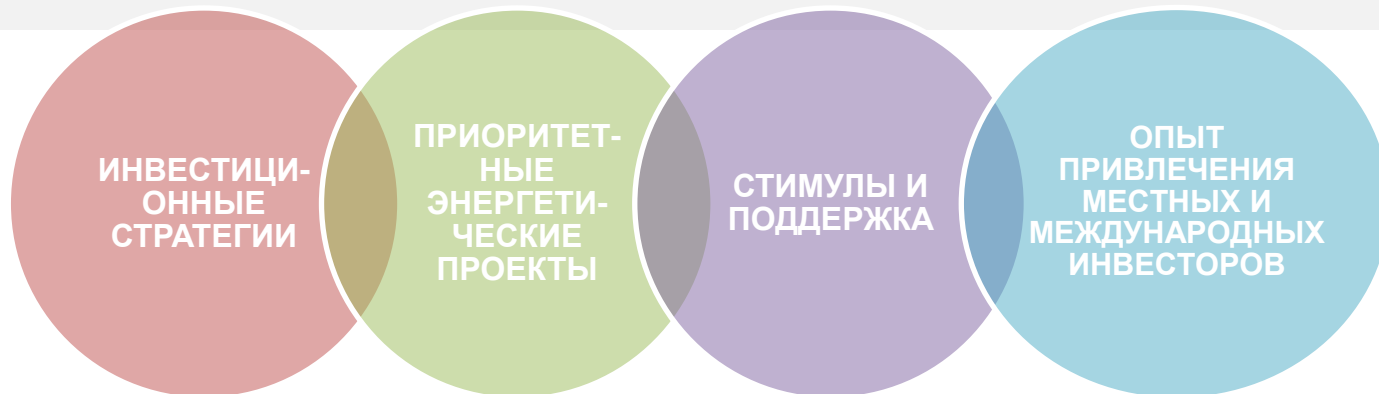 ИНВЕСТИЦИ-
ОННЫЕ
СТРАТЕГИИ
ПРИОРИТЕТ-
НЫЕ
ЭНЕРГЕТИ-
ЧЕСКИЕ
ПРОЕКТЫ
СТИМУЛЫ И
ПОДДЕРЖКА
ОПЫТ
ПРИВЛЕЧЕНИЯ
МЕСТНЫХ И
МЕЖДУНАРОДНЫХ
ИНВЕСТОРОВ